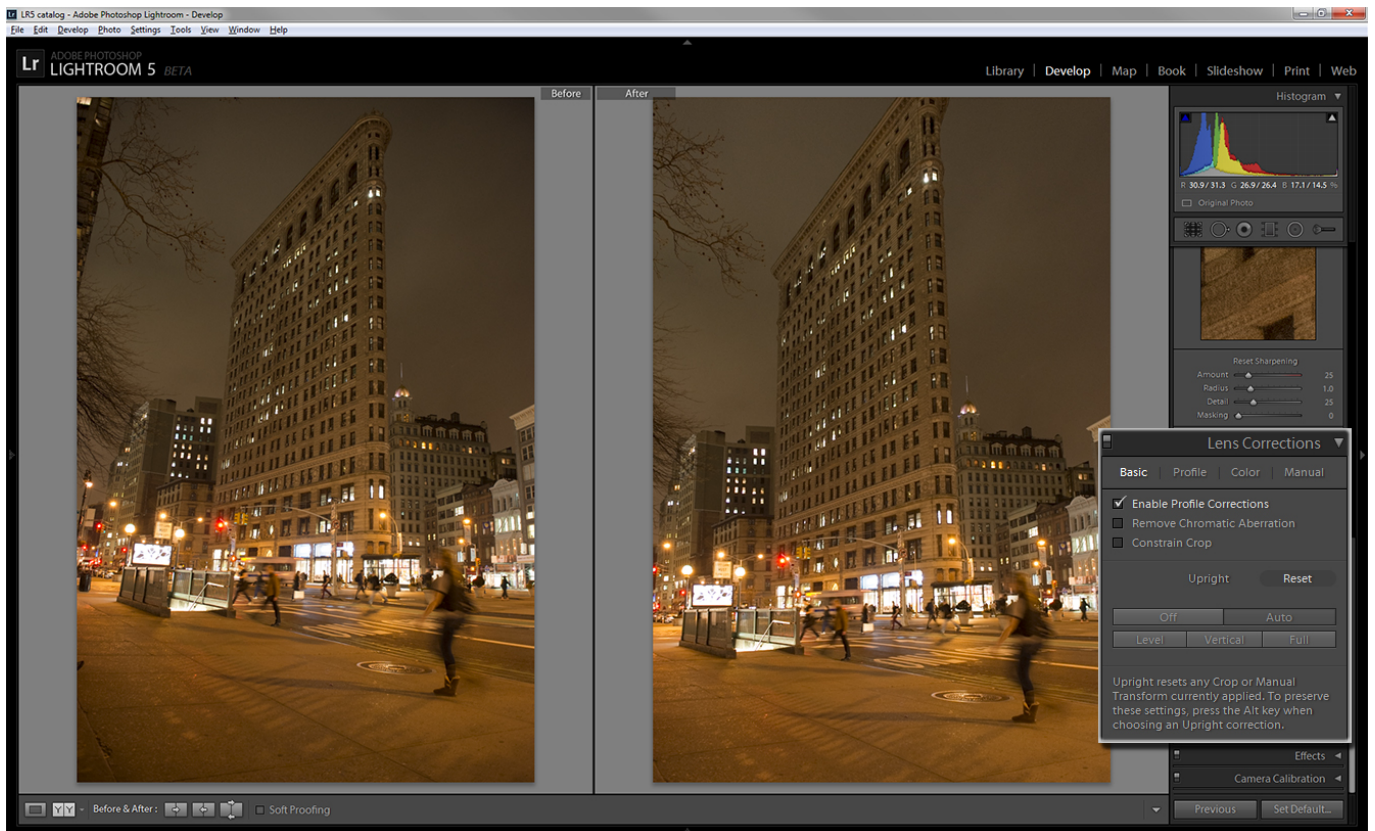 LR5 catalog - Adobe Photoshop Lightroom - Develop
File Edit Develop Photo Settings Tools View Window Help
Lr ADOBE PHOTOSHOP
LIGHTROOM 5 BETA
Library | Develop | Map | Book | Slideshow | Print | Web
Before
After
Histogram
R 30.9 / 31.3 G 26.9 / 26.4 B 17.1 / 14.5 %
Original Photo
Reset Sharpening
Amount 25
Radius 1.0
Detail 25
Masking 0
Lens Corrections
Basic | Profile | Color | Manual
Enable Profile Corrections
Remove Chromatic Aberration
Constrain Crop
Upright Reset
Off Auto
Level Vertical Full
Upright resets any Crop or Manual
Transform currently applied. To preserve
these settings, press the Alt key when
choosing an Upright correction.
Effects
Camera Calibration
YY Before & After : Soft Proofing
Previous Set Default...